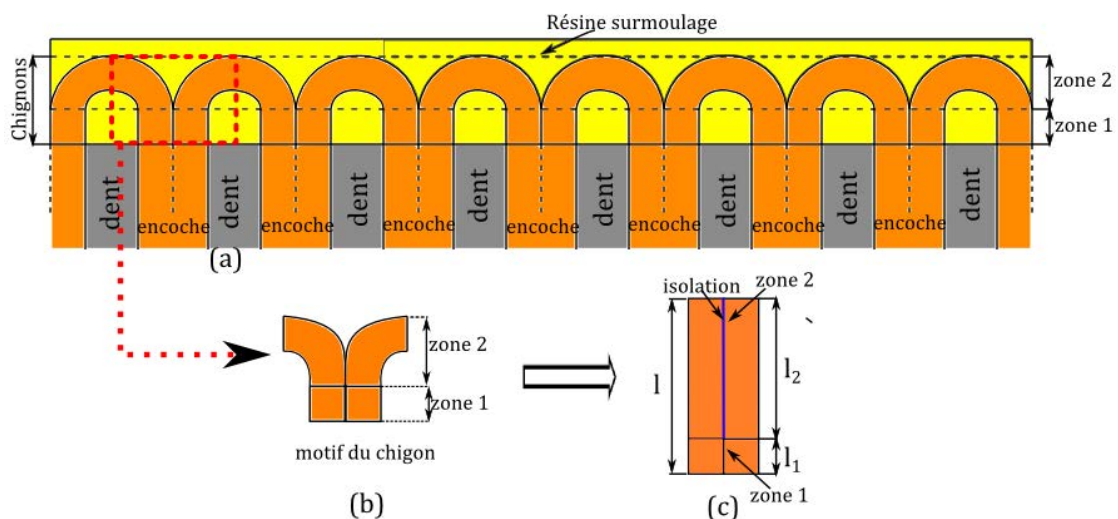 Résine surmoulage
Chignons
zone 2
zone 1
dent
encoche
dent
encoche
dent
encoche
dent
encoche
dent
encoche
dent
encoche
dent
encoche
dent
(a)
zone 2
zone 1
motif du chigon
(b)
isolation
zone 2
l
l2
l1
zone 1
(c)